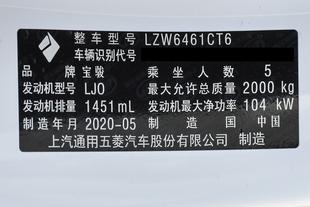 整车型号 LZW6461CT6
车辆识别代号
品牌 宝骏 乘坐人数 5
发动机型号 LJO 最大允许总质量 2000 kg
发动机排量 1451 mL 发动机最大净功率 104 kW
制造年月 2020-05 制造国 中国
上汽通用五菱汽车股份有限公司 制造